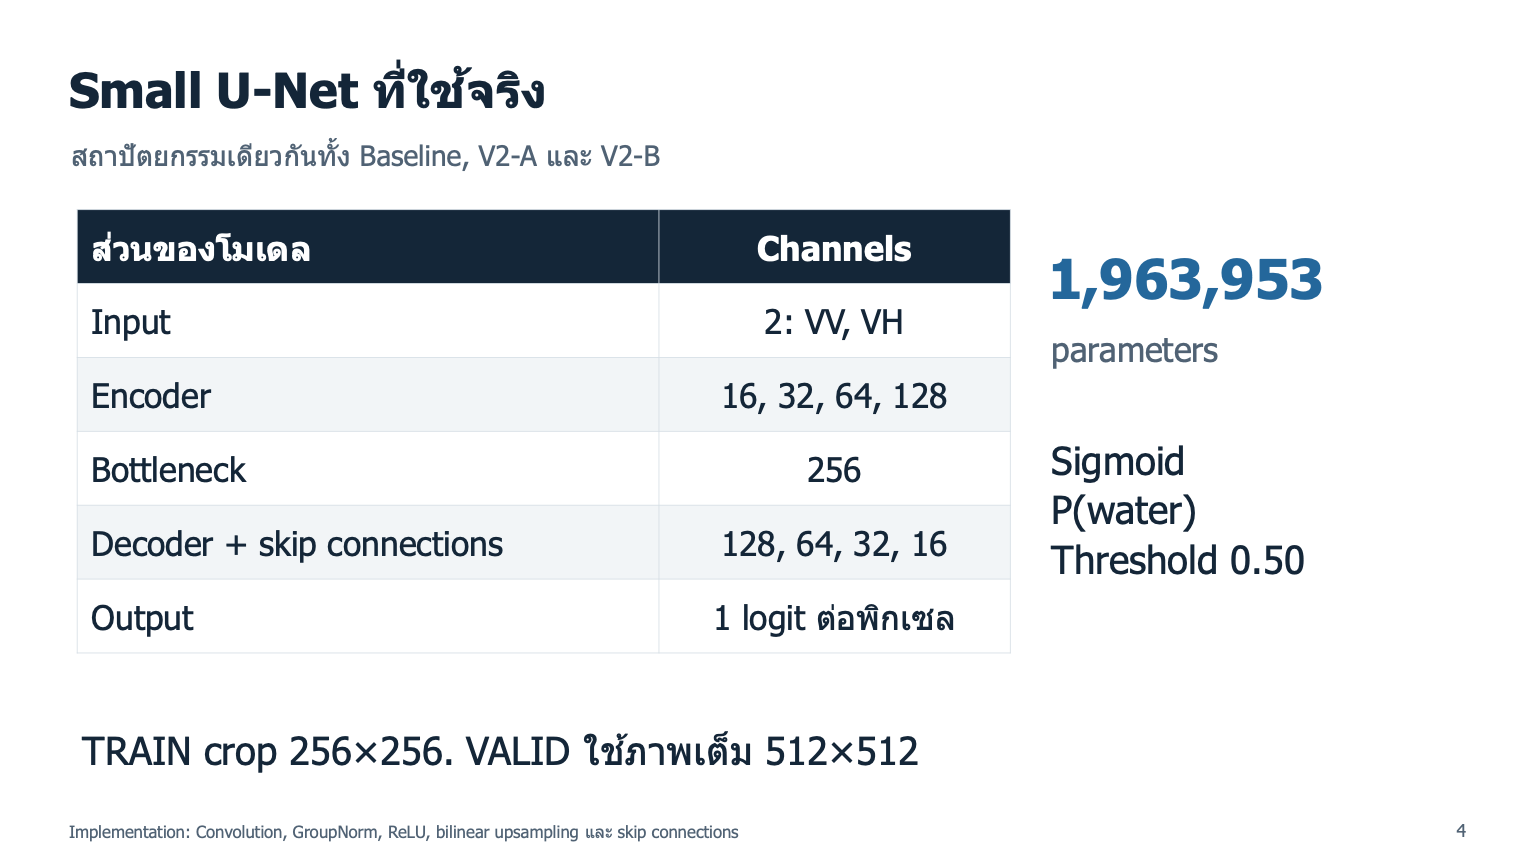 Small U-Net ที่ใช้จริง
สถาปัตยกรรมเดียวกันทั้ง Baseline, V2-A และ V2-B
ส่วนของโมเดล Channels
Input 2: VV, VH
Encoder 16, 32, 64, 128
Bottleneck 256
Decoder + skip connections 128, 64, 32, 16
Output 1 logit ต่อพิกเซล
1,963,953
parameters
Sigmoid
P(water)
Threshold 0.50
TRAIN crop 256×256. VALID ใช้ภาพเต็ม 512×512
Implementation: Convolution, GroupNorm, ReLU, bilinear upsampling และ skip connections
4